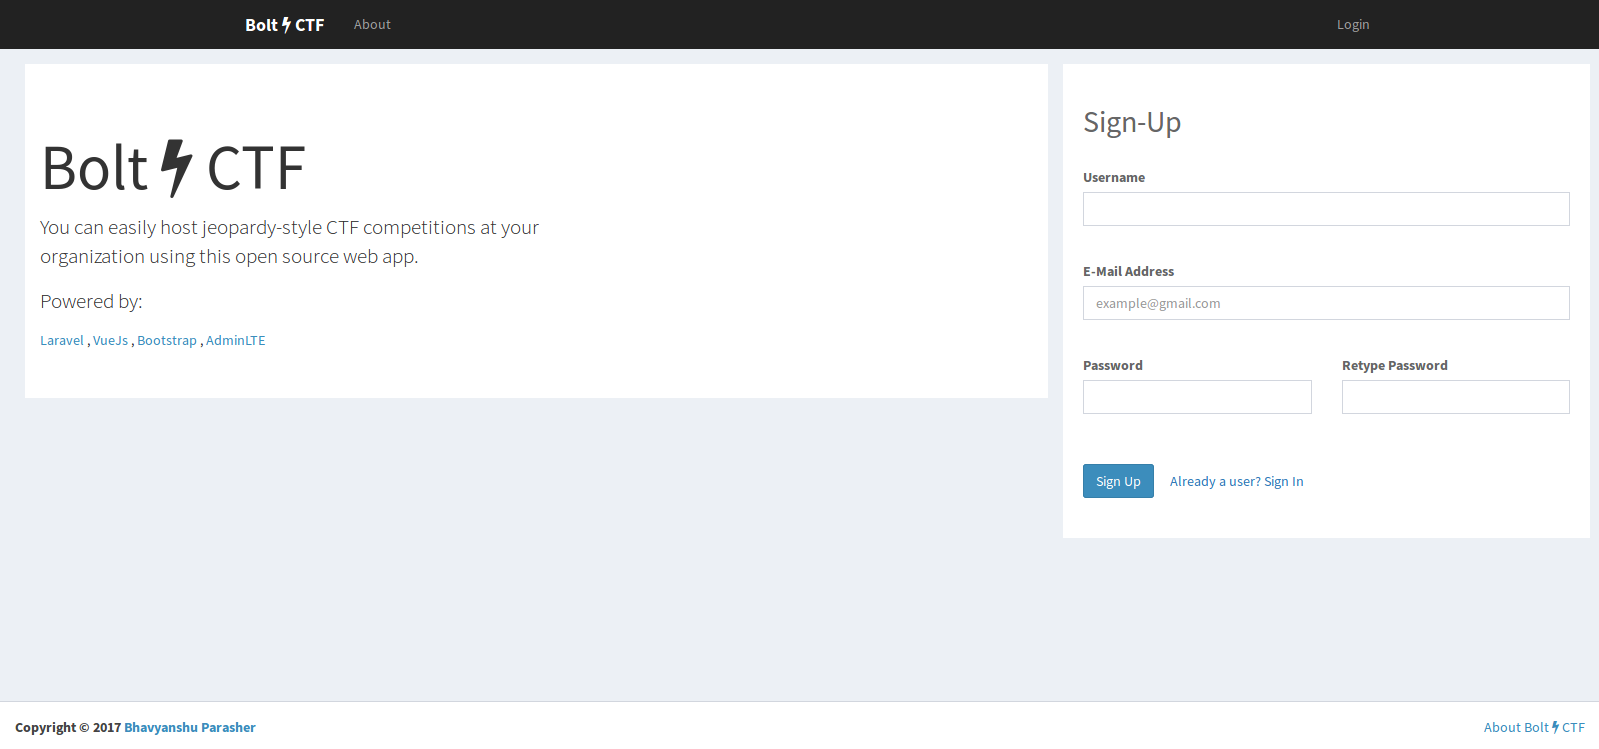 Bolt CTF About Login
Bolt CTF
You can easily host jeopardy-style CTF competitions at your
organization using this open source web app.
Powered by:
Laravel , VueJs , Bootstrap , AdminLTE
Sign-Up
Username
E-Mail Address
example@gmail.com
Password Retype Password
Sign Up Already a user? Sign In
Copyright © 2017 Bhavyanshu Parasher About Bolt CTF